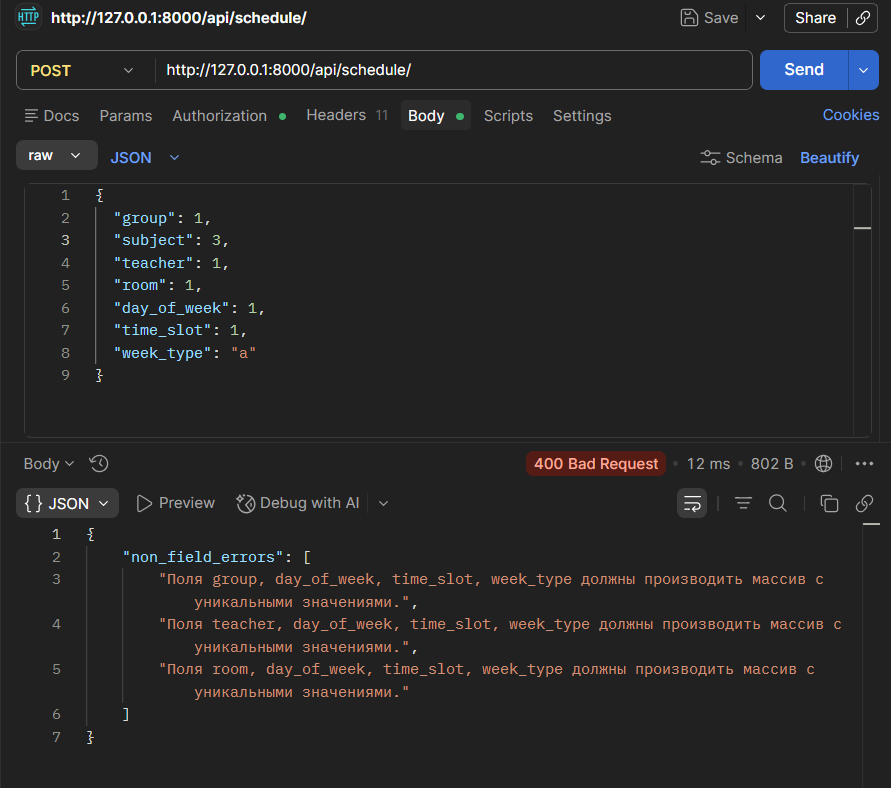 HTTP http://127.0.0.1:8000/api/schedule/ Save Share
POST http://127.0.0.1:8000/api/schedule/ Send
Docs Params Authorization Headers 11 Body Scripts Settings Cookies
raw JSON Schema Beautify
1 {
2 "group": 1,
3 "subject": 3,
4 "teacher": 1,
5 "room": 1,
6 "day_of_week": 1,
7 "time_slot": 1,
8 "week_type": "a"
9 }
Body 400 Bad Request 12 ms 802 B
{} JSON Preview Debug with AI
1 {
2 "non_field_errors": [
3 "Поля group, day_of_week, time_slot, week_type должны производить массив с
уникальными значениями.",
4 "Поля teacher, day_of_week, time_slot, week_type должны производить массив с
уникальными значениями.",
5 "Поля room, day_of_week, time_slot, week_type должны производить массив с
уникальными значениями."
6 ]
7 }